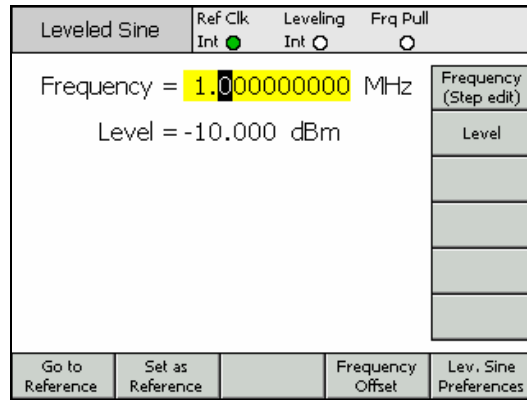 Leveled Sine
Ref Clk Leveling Frq Pull
Int Int
Frequency = 1.000000000 MHz
Level = -10.000 dBm
Frequency
(Step edit)
Level
Go to
Reference
Set as
Reference
Frequency
Offset
Lev. Sine
Preferences